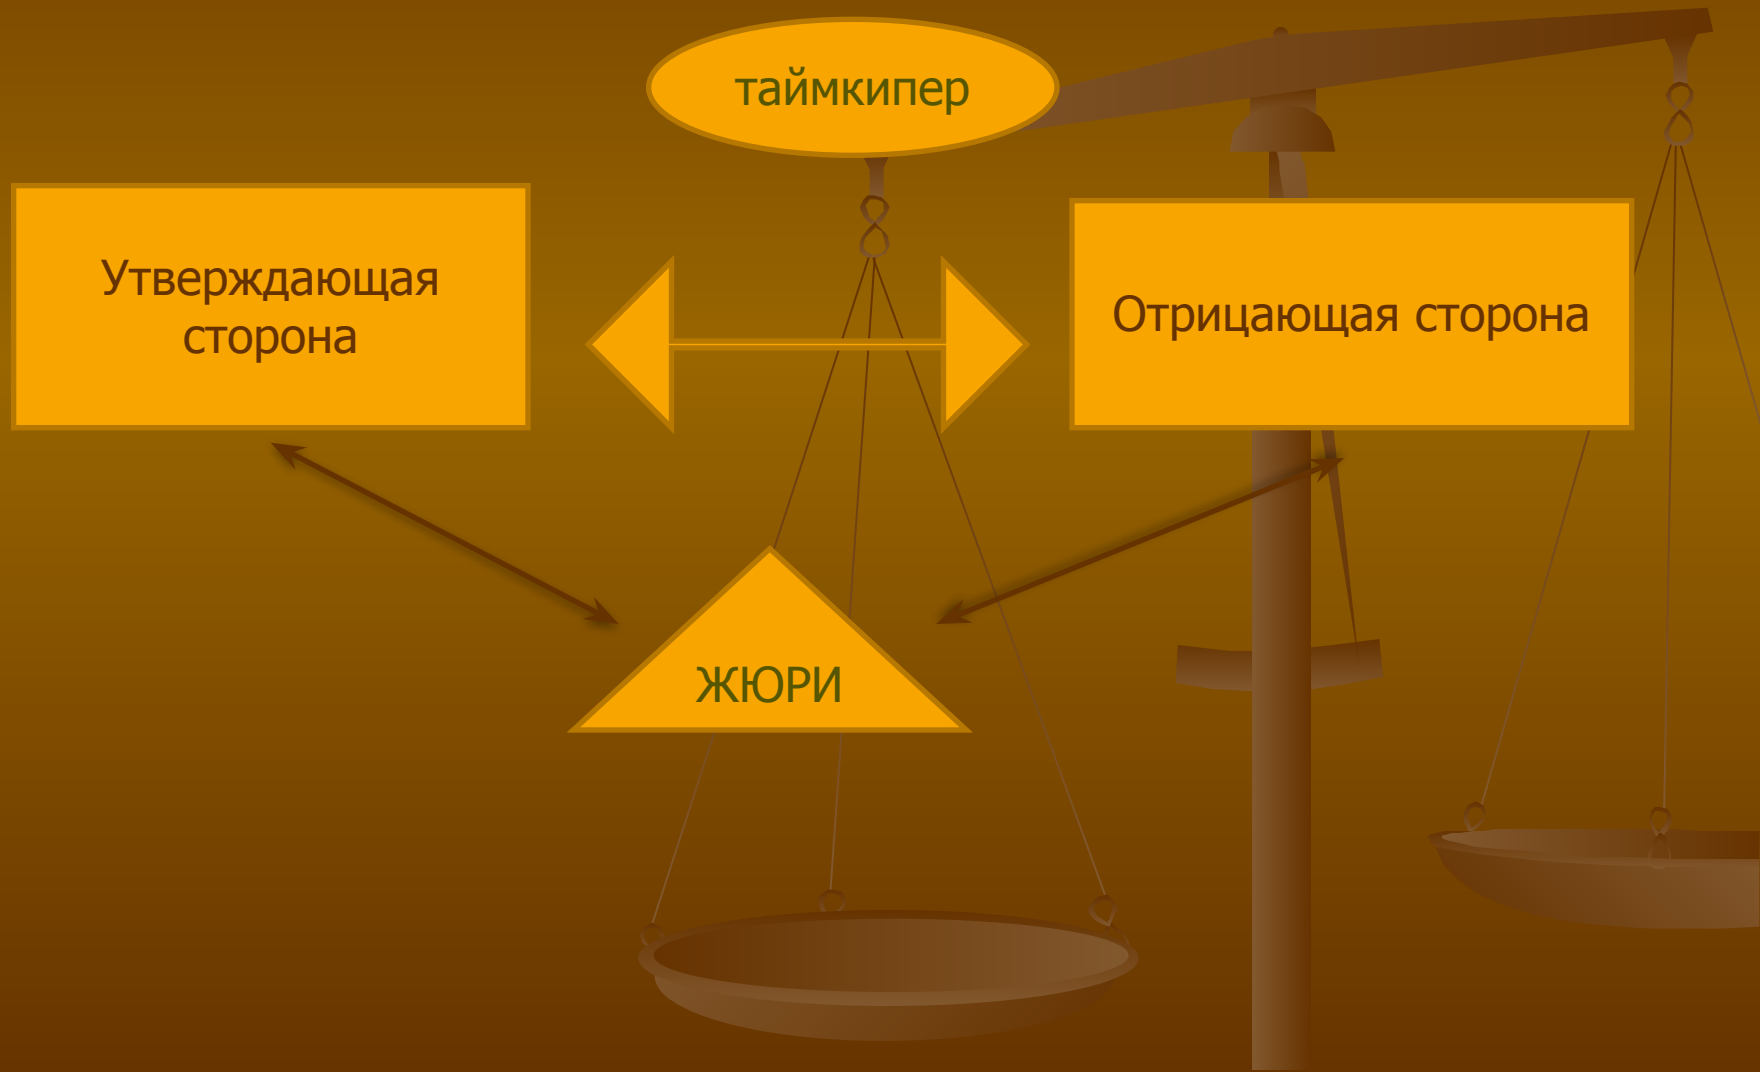 таймкипер
Утверждающая
сторона
Отрицающая сторона
ЖЮРИ